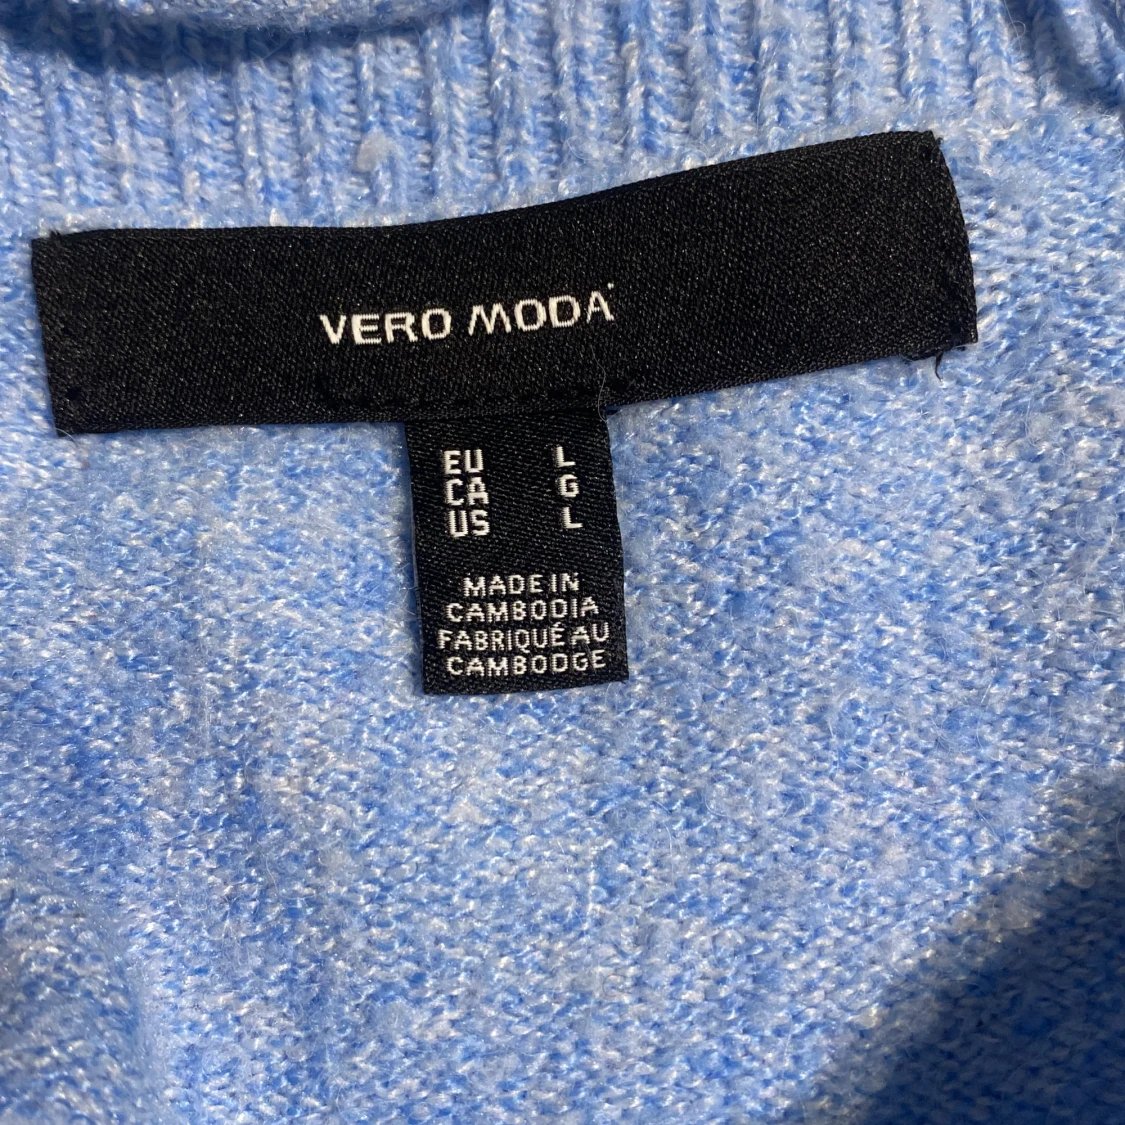 VERO MODA
EU L
CA G
US L
MADE IN
CAMBODIA
FABRIQUÉ AU
CAMBODGE